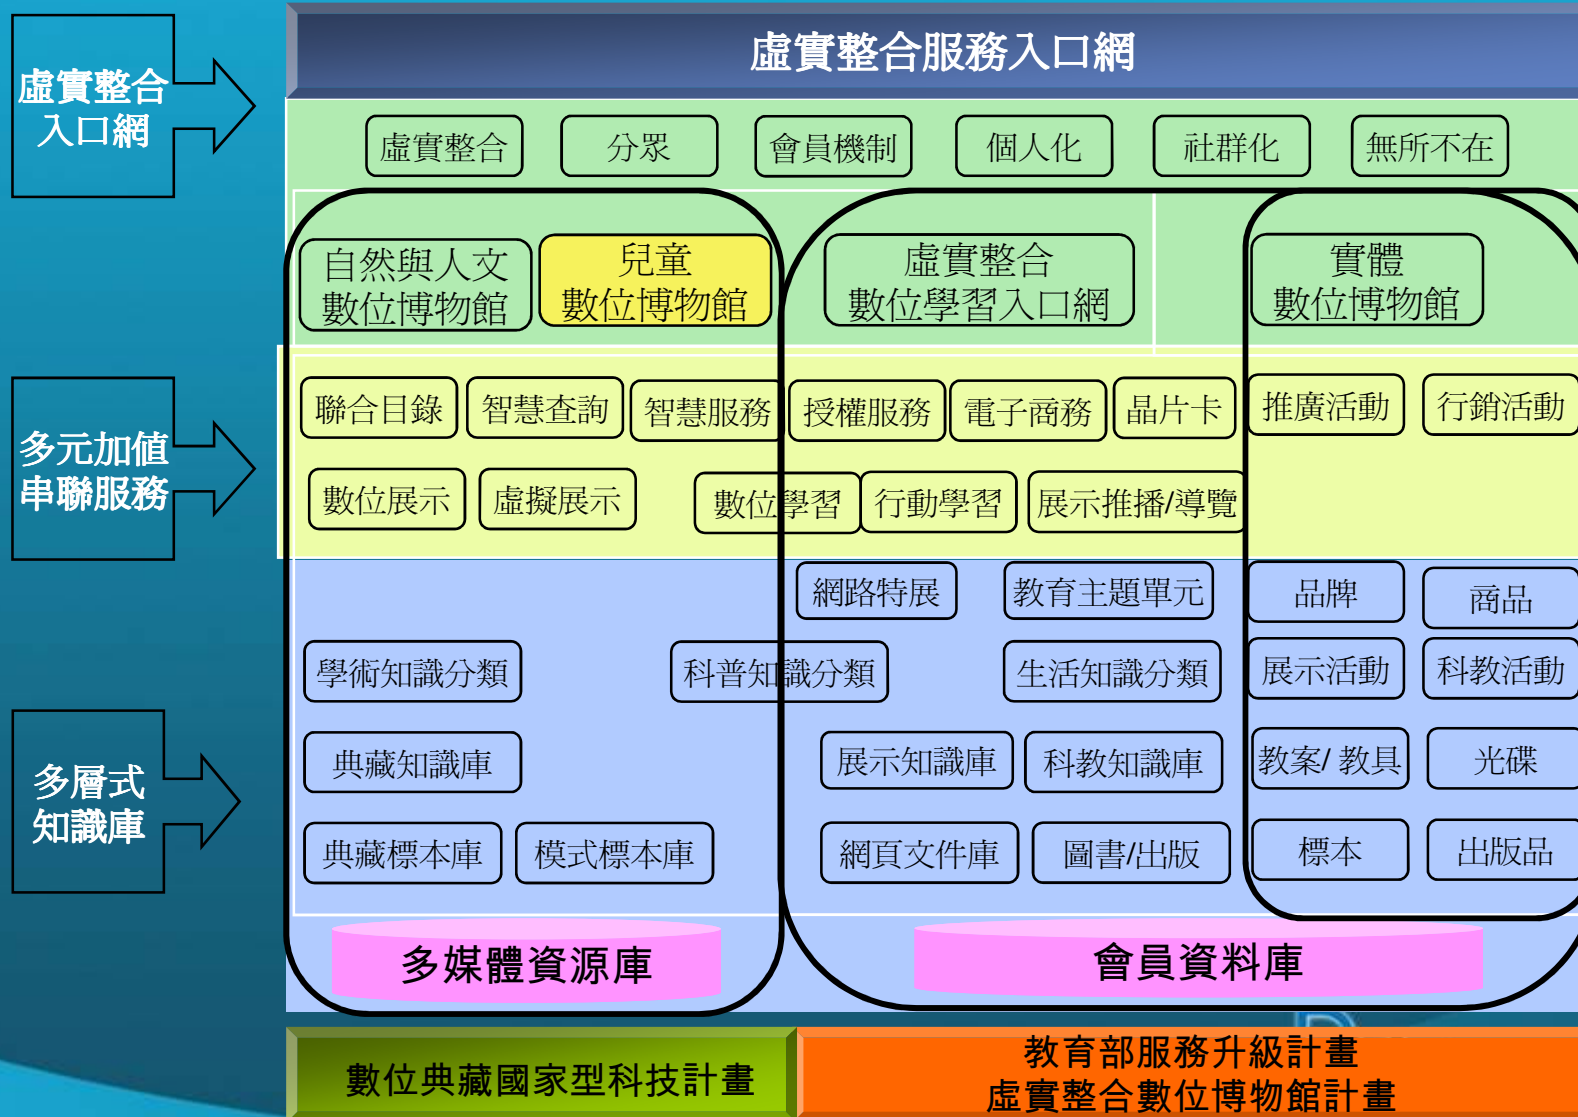 虛實整合服務入口網
虛實整合
入口網
虛實整合
分眾
會員機制
個人化
社群化
無所不在
自然與人文
數位博物館
兒童
數位博物館
虛實整合
數位學習入口網
實體
數位博物館
多元加值
串聯服務
聯合目錄
智慧查詢
智慧服務
授權服務
電子商務
晶片卡
推廣活動
行銷活動
數位展示
虛擬展示
數位學習
行動學習
展示推播/導覽
多層式
知識庫
網路特展
教育主題單元
品牌
商品
學術知識分類
科普知識分類
生活知識分類
展示活動
科教活動
典藏知識庫
展示知識庫
科教知識庫
教案/ 教具
光碟
典藏標本庫
模式標本庫
網頁文件庫
圖書/出版
標本
出版品
多媒體資源庫
會員資料庫
數位典藏國家型科技計畫
教育部服務升級計畫
虛實整合數位博物館計畫